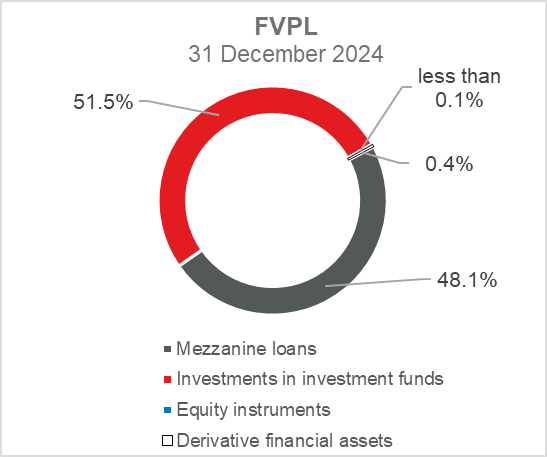 FVPL
31 December 2024
less than
0.1%
51.5%
0.4%
48.1%
Mezzanine loans
Investments in investment funds
Equity instruments
Derivative financial assets